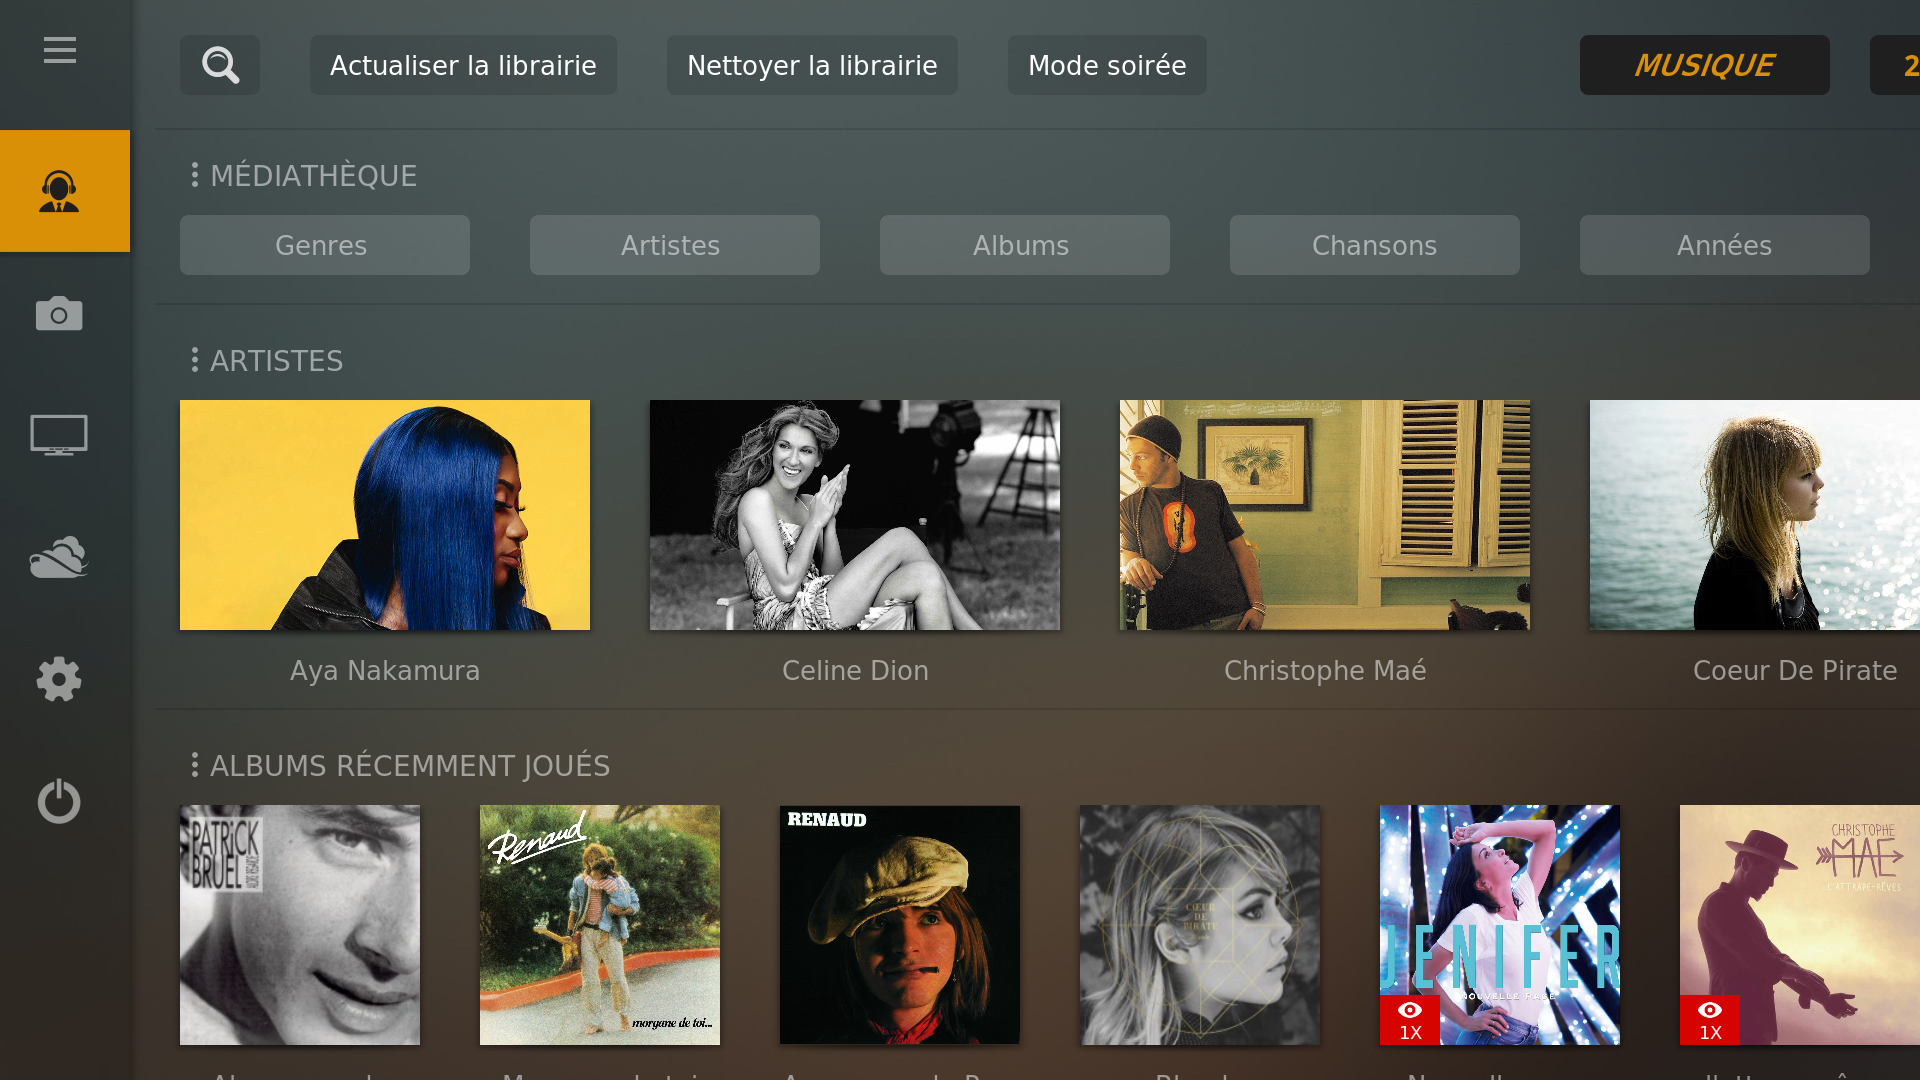 Actualiser la librairie
Nettoyer la librairie
Mode soirée
MUSIQUE
2
MÉDIATHÈQUE
Genres
Artistes
Albums
Chansons
Années
ARTISTES
Aya Nakamura
Celine Dion
Christophe Maé
Coeur De Pirate
ALBUMS RÉCEMMENT JOUÉS
PATRiCK
BRUEL
Renaud
morgane de toi...
RENAUD
CŒUR
DE
PIRATE
JENIFER
NOUVELLE PAGE
1X
CHRISTOPHE
MAE
L'ATTRAPE-RÊVES
1X